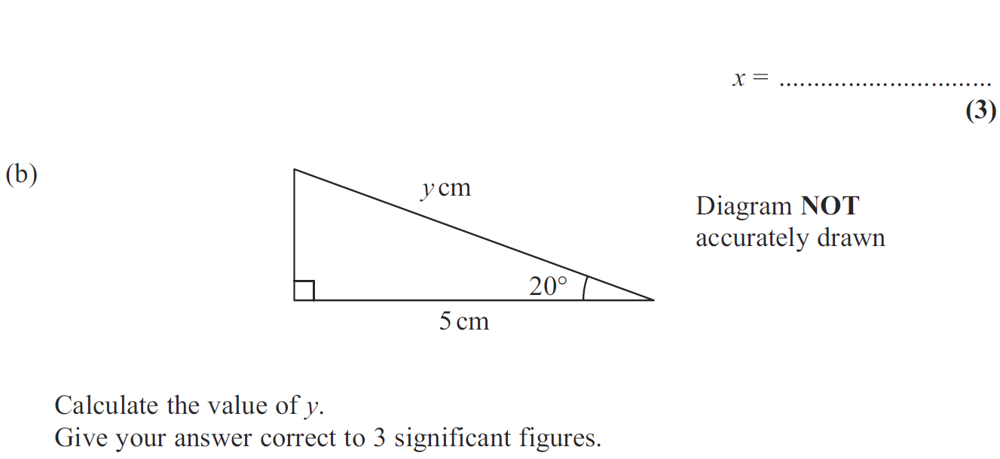 x = ..............................
(3)
(b)
y cm
Diagram NOT
accurately drawn
20°
5 cm
Calculate the value of y.
Give your answer correct to 3 significant figures.